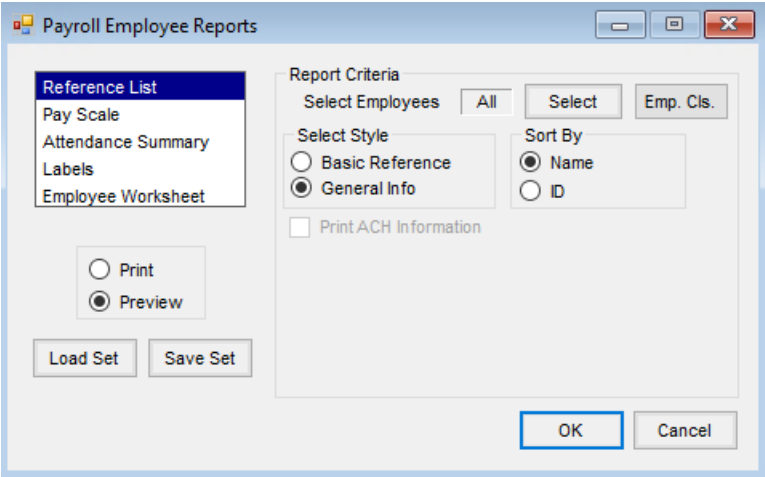 Payroll Employee Reports
Reference List
Pay Scale
Attendance Summary
Labels
Employee Worksheet
Print
Preview
Load Set
Save Set
Report Criteria
Select Employees
All
Select
Emp. Cls.
Select Style
Basic Reference
General Info
Sort By
Name
ID
Print ACH Information
OK
Cancel